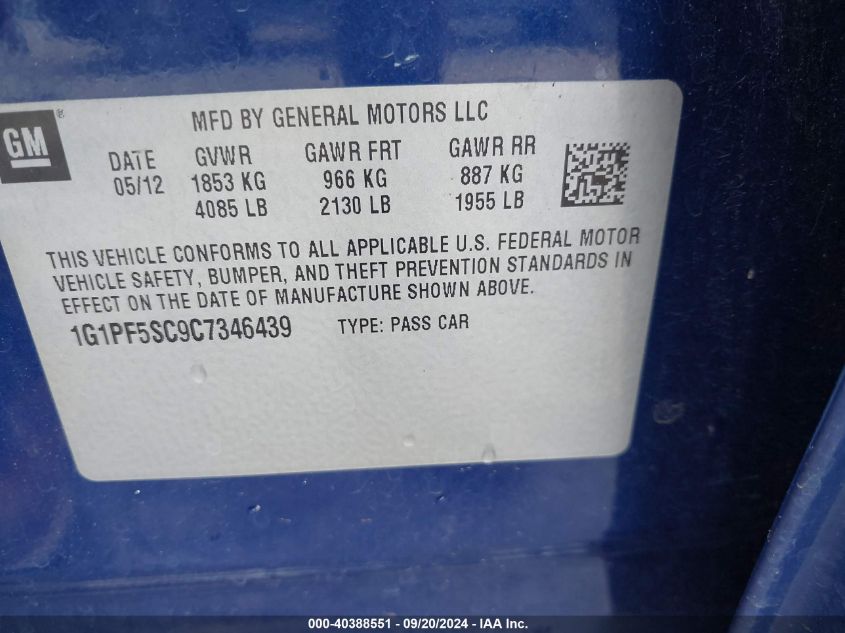 GM®
MFD BY GENERAL MOTORS LLC
DATE GVWR GAWR FRT GAWR RR
05/12 1853 KG 966 KG 887 KG
4085 LB 2130 LB 1955 LB
THIS VEHICLE CONFORMS TO ALL APPLICABLE U.S. FEDERAL MOTOR
VEHICLE SAFETY, BUMPER, AND THEFT PREVENTION STANDARDS IN
EFFECT ON THE DATE OF MANUFACTURE SHOWN ABOVE.
1G1PF5SC9C7346439 TYPE: PASS CAR
000-40388551 - 09/20/2024 - IAA Inc.